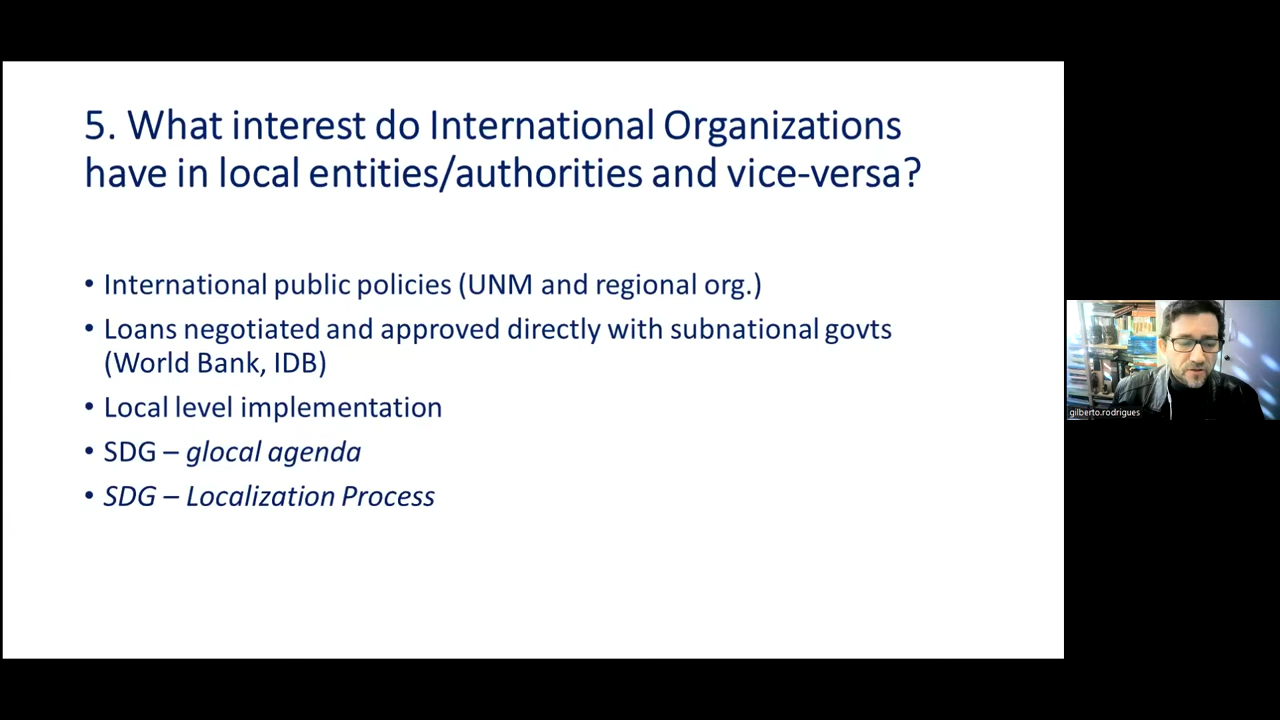 5. What interest do International Organizations
have in local entities/authorities and vice-versa?
• International public policies (UNM and regional org.)
• Loans negotiated and approved directly with subnational govts
(World Bank, IDB)
• Local level implementation
• SDG – glocal agenda
• SDG – Localization Process
gilberto.rodrigues